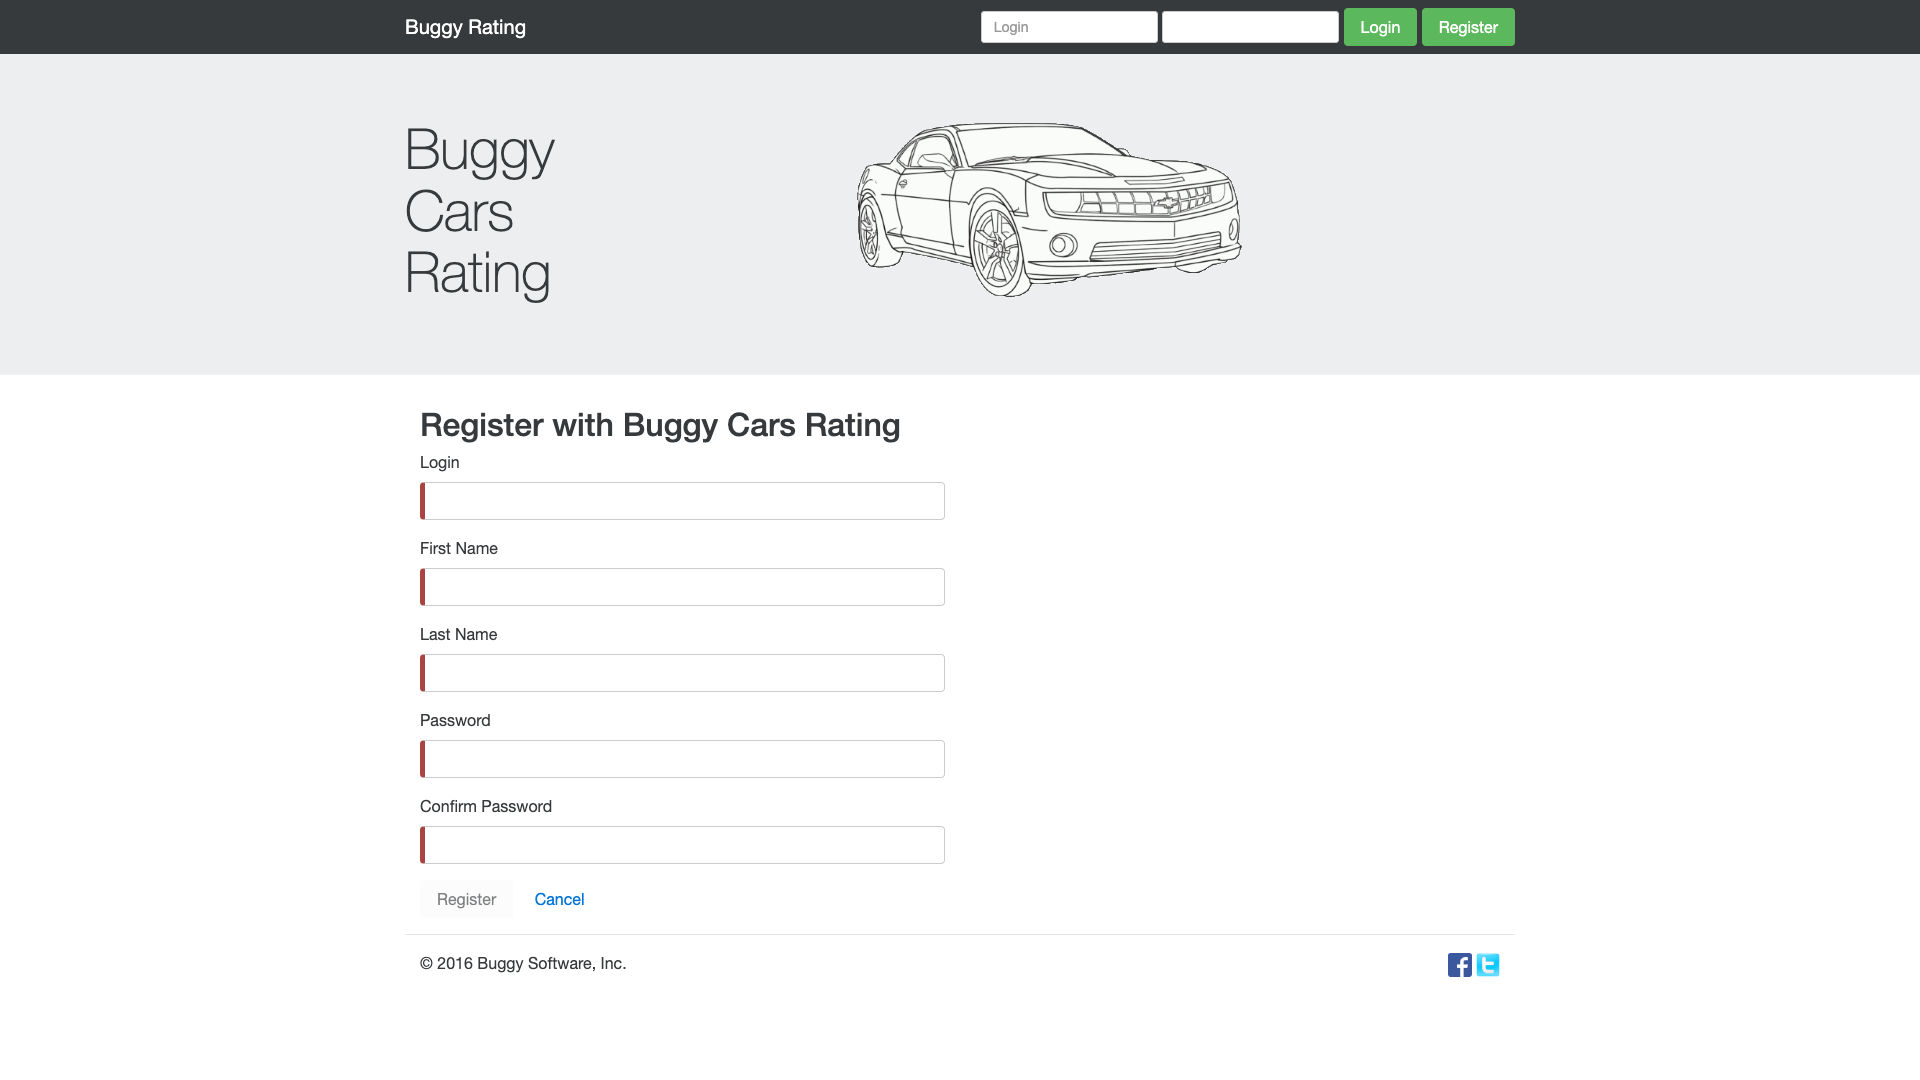 Buggy Rating
Login
Login
Register
Buggy
Cars
Rating
Register with Buggy Cars Rating
Login
First Name
Last Name
Password
Confirm Password
Register
Cancel
© 2016 Buggy Software, Inc.